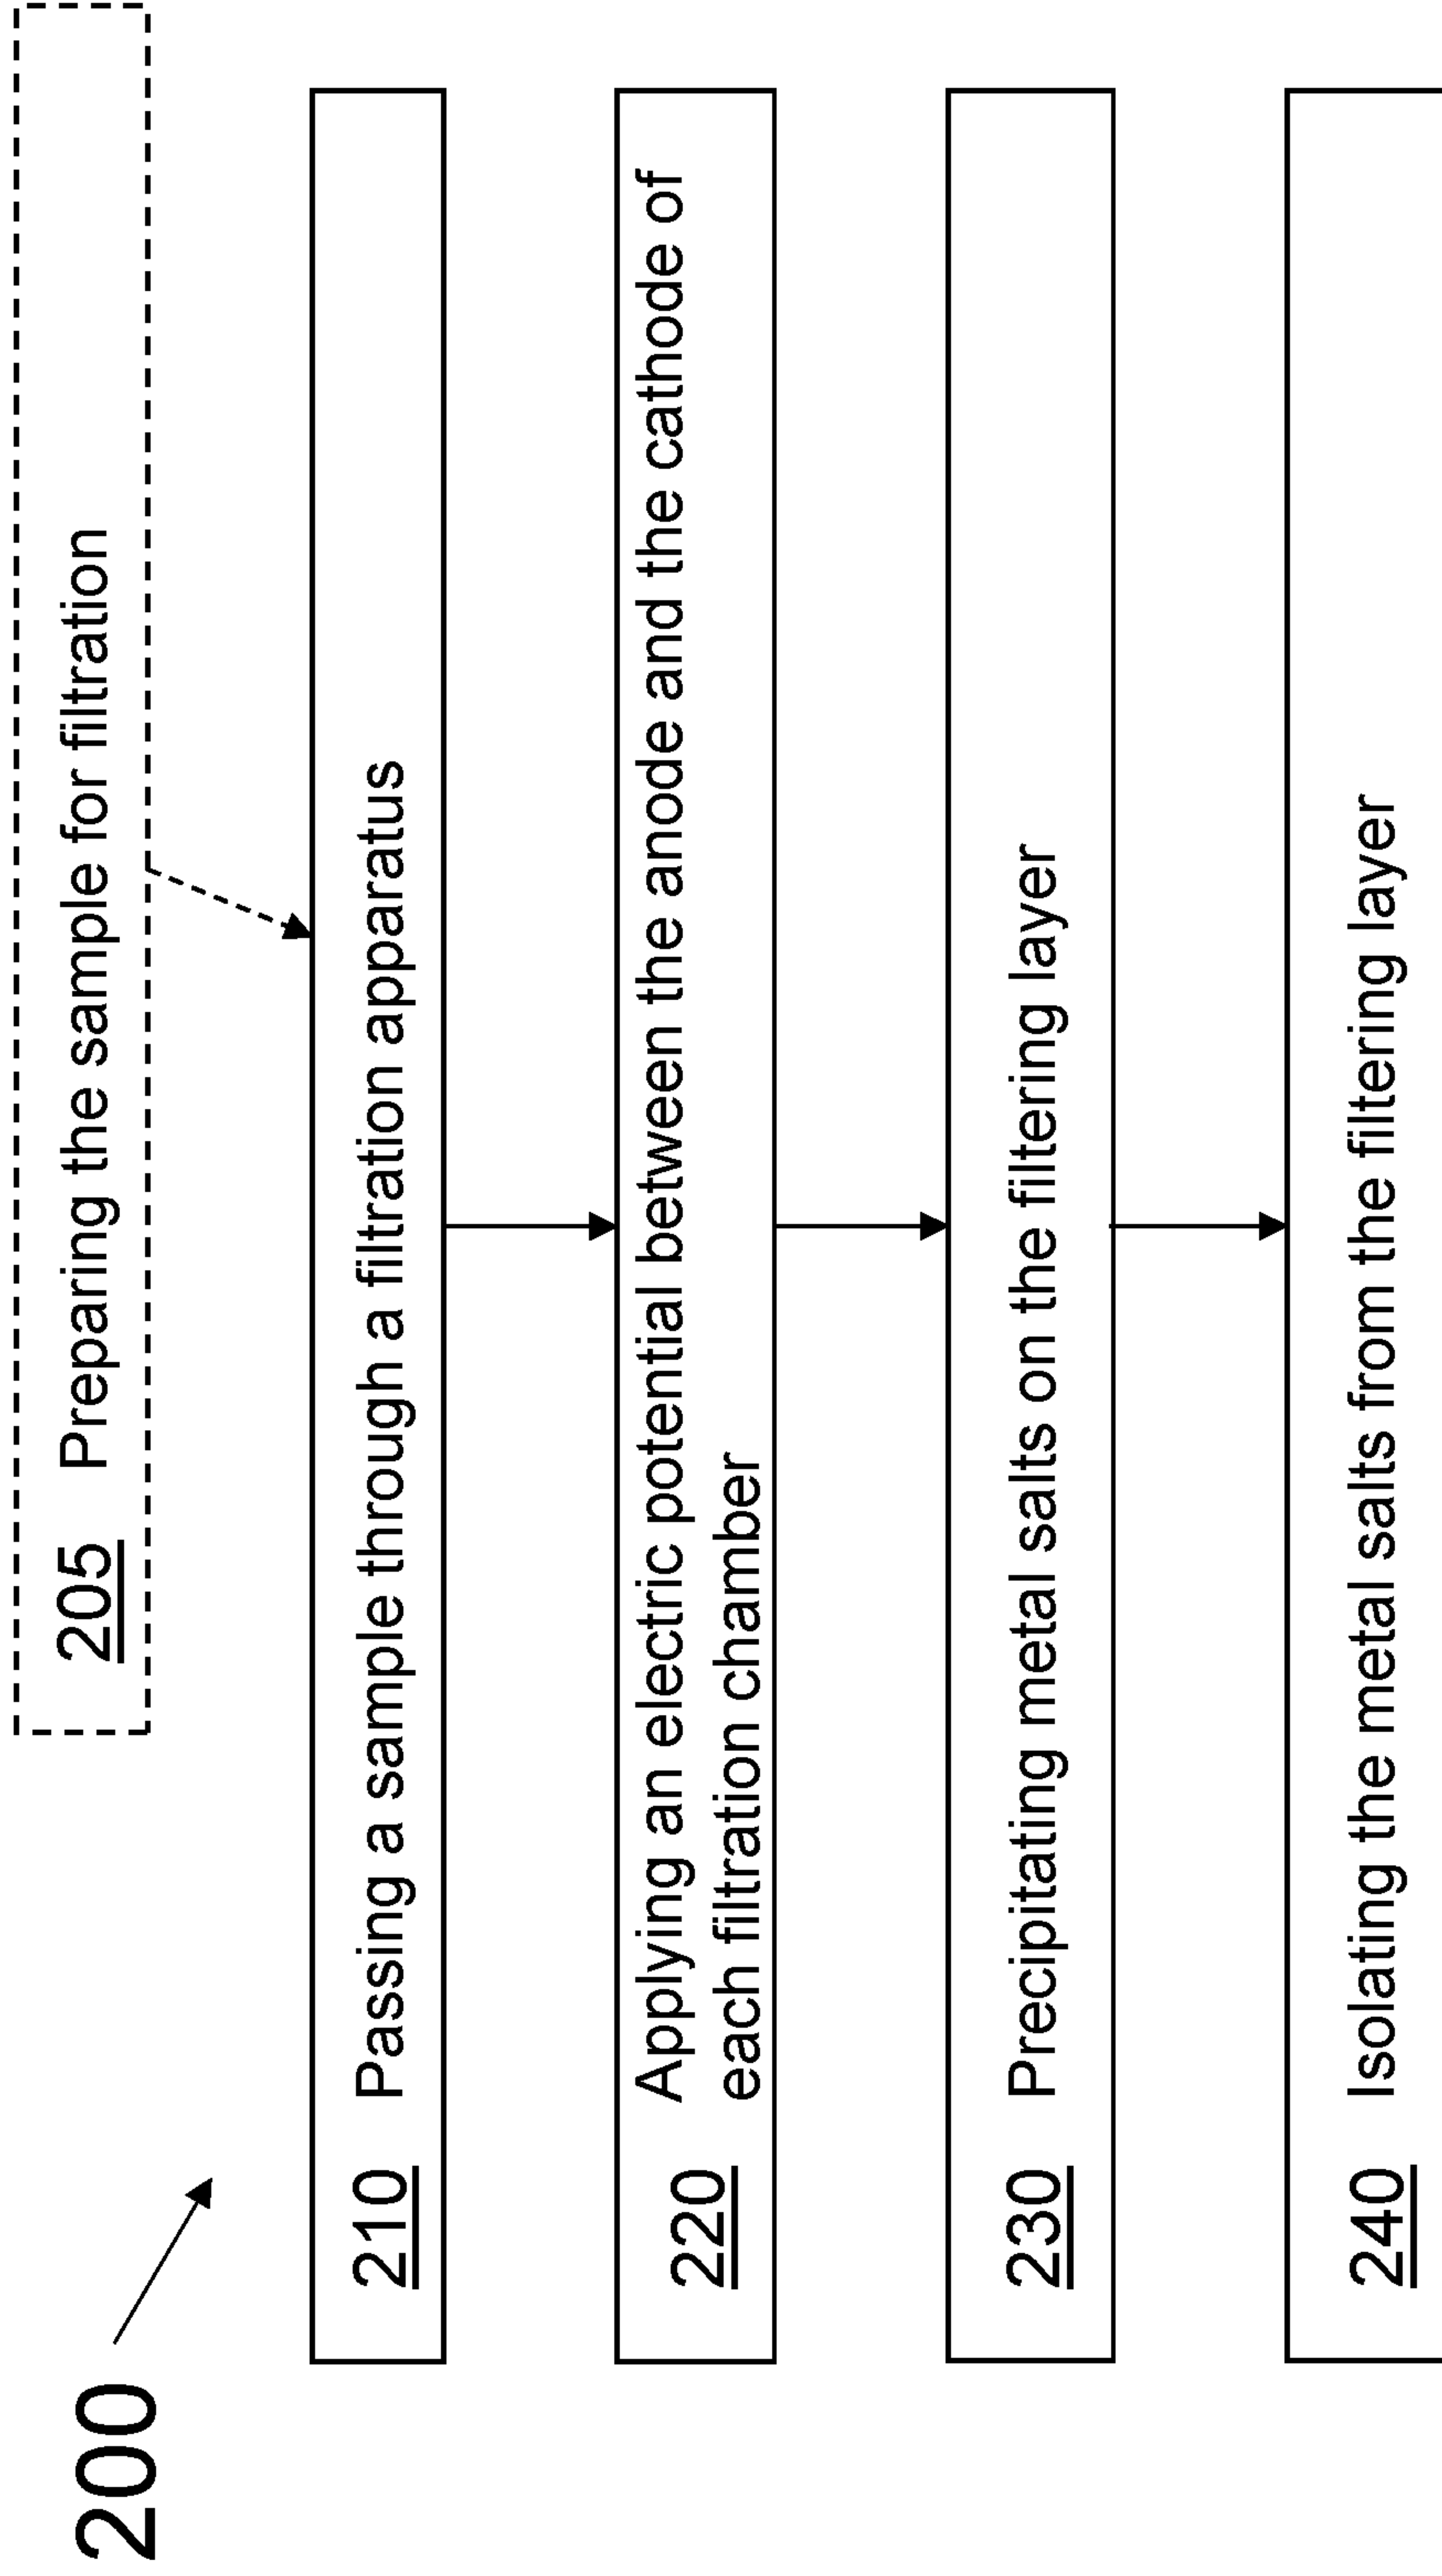 200
205 Preparing the sample for filtration
210 Passing a sample through a filtration apparatus
220 Applying an electric potential between the anode and the cathode of
each filtration chamber
230 Precipitating metal salts on the filtering layer
240 Isolating the metal salts from the filtering layer